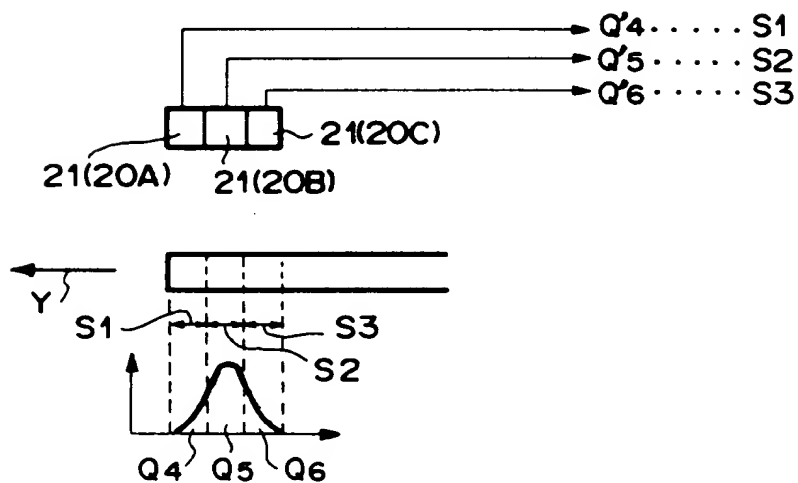 Q'4 · · · · · S1
Q'5 · · · · · S2
Q'6 · · · · · S3
21(20C)
21(20A)
21(20B)
Y
S1
S3
S2
Q4 Q5 Q6